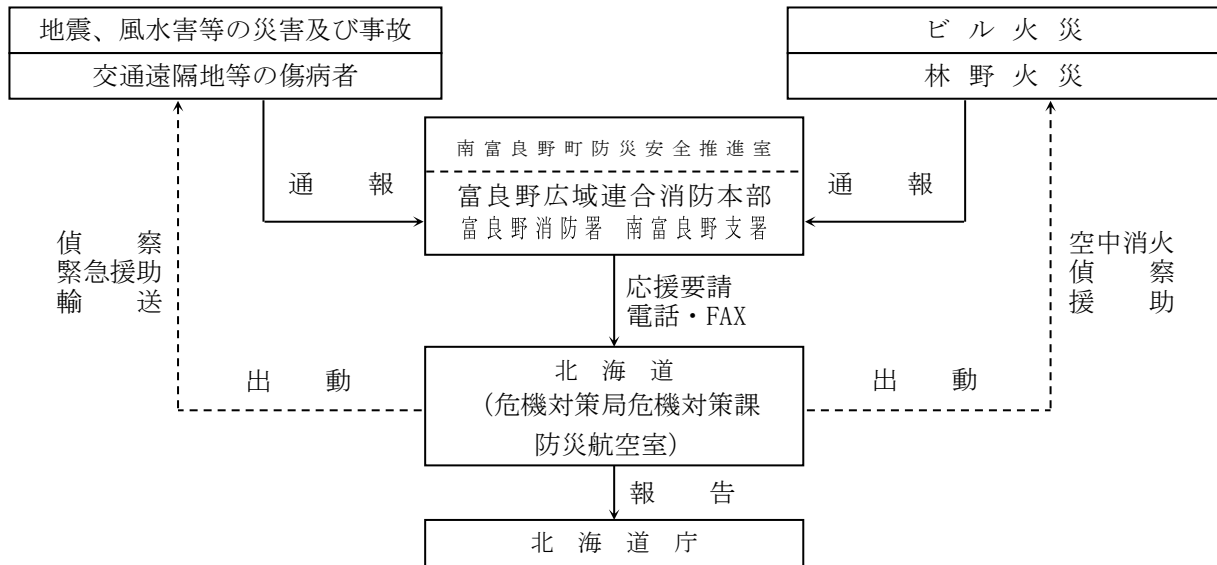 地震、風水害等の災害及び事故
交通遠隔地等の傷病者
ビル火災
林野火災
南富良野町防災安全推進室
富良野広域連合消防本部
富良野消防署 南富良野支署
通報
通報
偵察
緊急援助
輸送
空中消火
偵察
援助
応援要請
電話・FAX
出動
出動
北海道
(危機対策局危機対策課
防災航空室)
報告
北海道庁